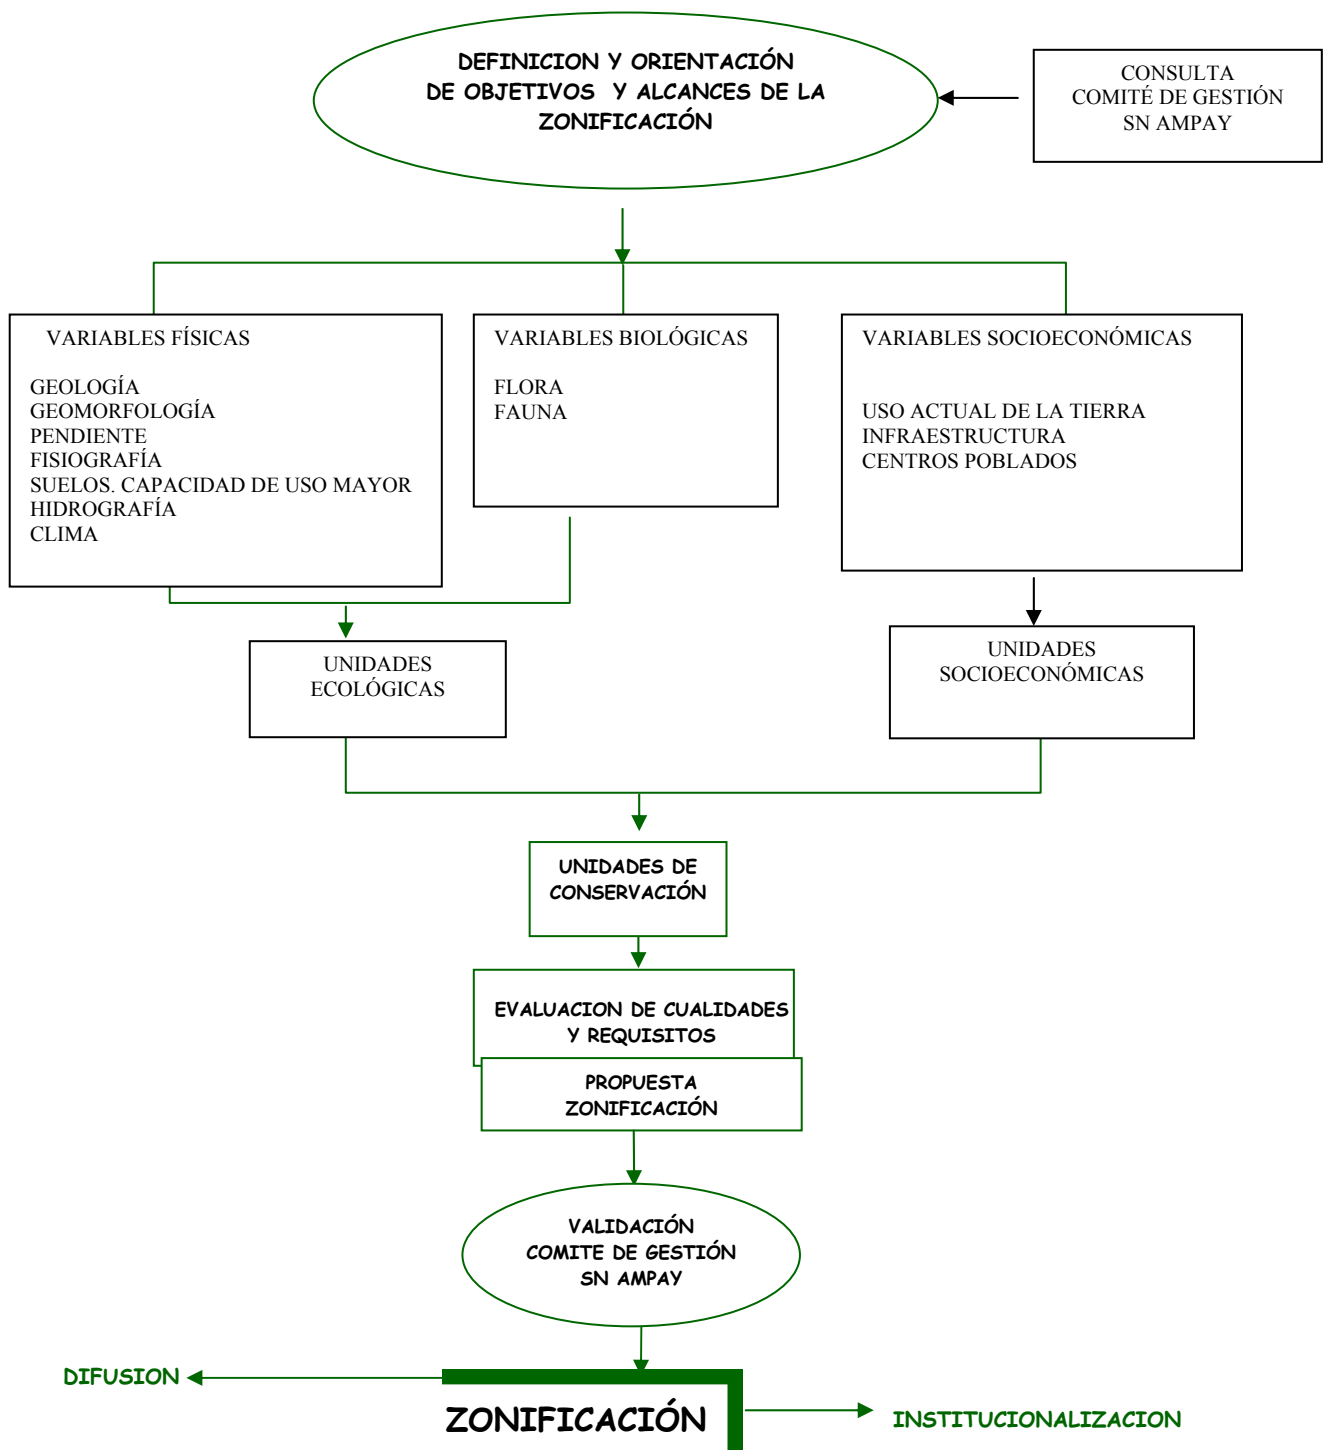 DEFINICION Y ORIENTACIÓN
DE OBJETIVOS Y ALCANCES DE LA
ZONIFICACIÓN
CONSULTA
COMITÉ DE GESTIÓN
SN AMPAY
VARIABLES FÍSICAS
GEOLOGÍA
GEOMORFOLOGÍA
PENDIENTE
FISIOGRAFÍA
SUELOS. CAPACIDAD DE USO MAYOR
HIDROGRAFÍA
CLIMA
VARIABLES BIOLÓGICAS
FLORA
FAUNA
VARIABLES SOCIOECONÓMICAS
USO ACTUAL DE LA TIERRA
INFRAESTRUCTURA
CENTROS POBLADOS
UNIDADES
ECOLÓGICAS
UNIDADES
SOCIOECONÓMICAS
UNIDADES DE
CONSERVACIÓN
EVALUACION DE CUALIDADES
Y REQUISITOS
PROPUESTA
ZONIFICACIÓN
VALIDACIÓN
COMITE DE GESTIÓN
SN AMPAY
DIFUSION
ZONIFICACIÓN
INSTITUCIONALIZACION